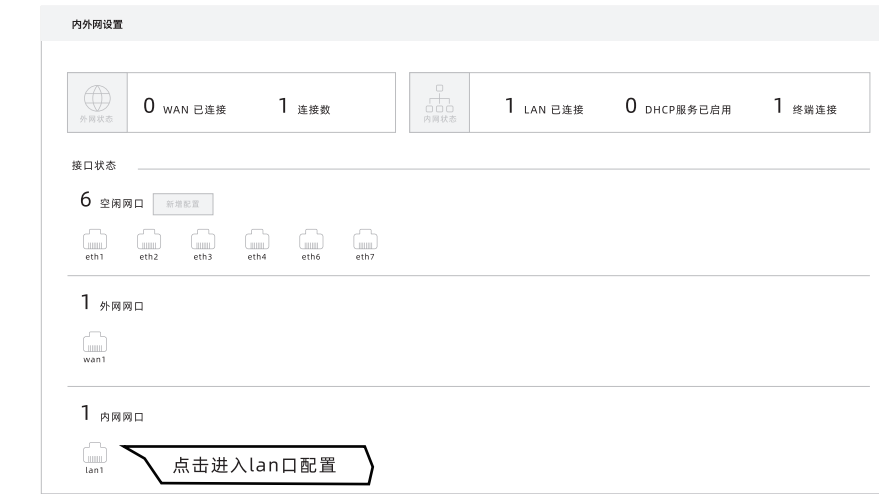 内外网设置
外网状态
0 WAN 已连接 1 连接数
内网状态
1 LAN 已连接 0 DHCP服务已启用 1 终端连接
接口状态
6 空闲网口 新增配置
eth1 eth2 eth3 eth4 eth6 eth7
1 外网网口
wan1
1 内网网口
lan1
点击进入lan口配置